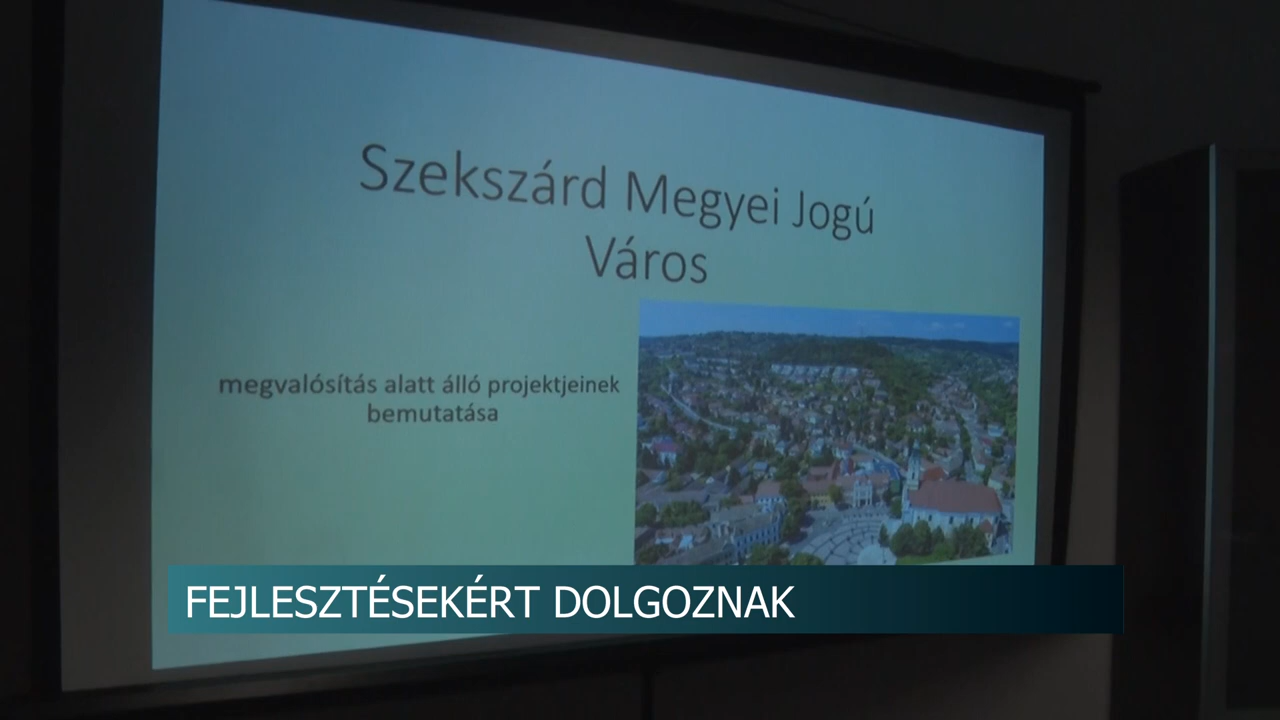 Szekszárd Megyei Jogú
Város
megvalósítás alatt álló projektjeinek
bemutatása
FEJLESZTÉSEKÉRT DOLGOZNAK